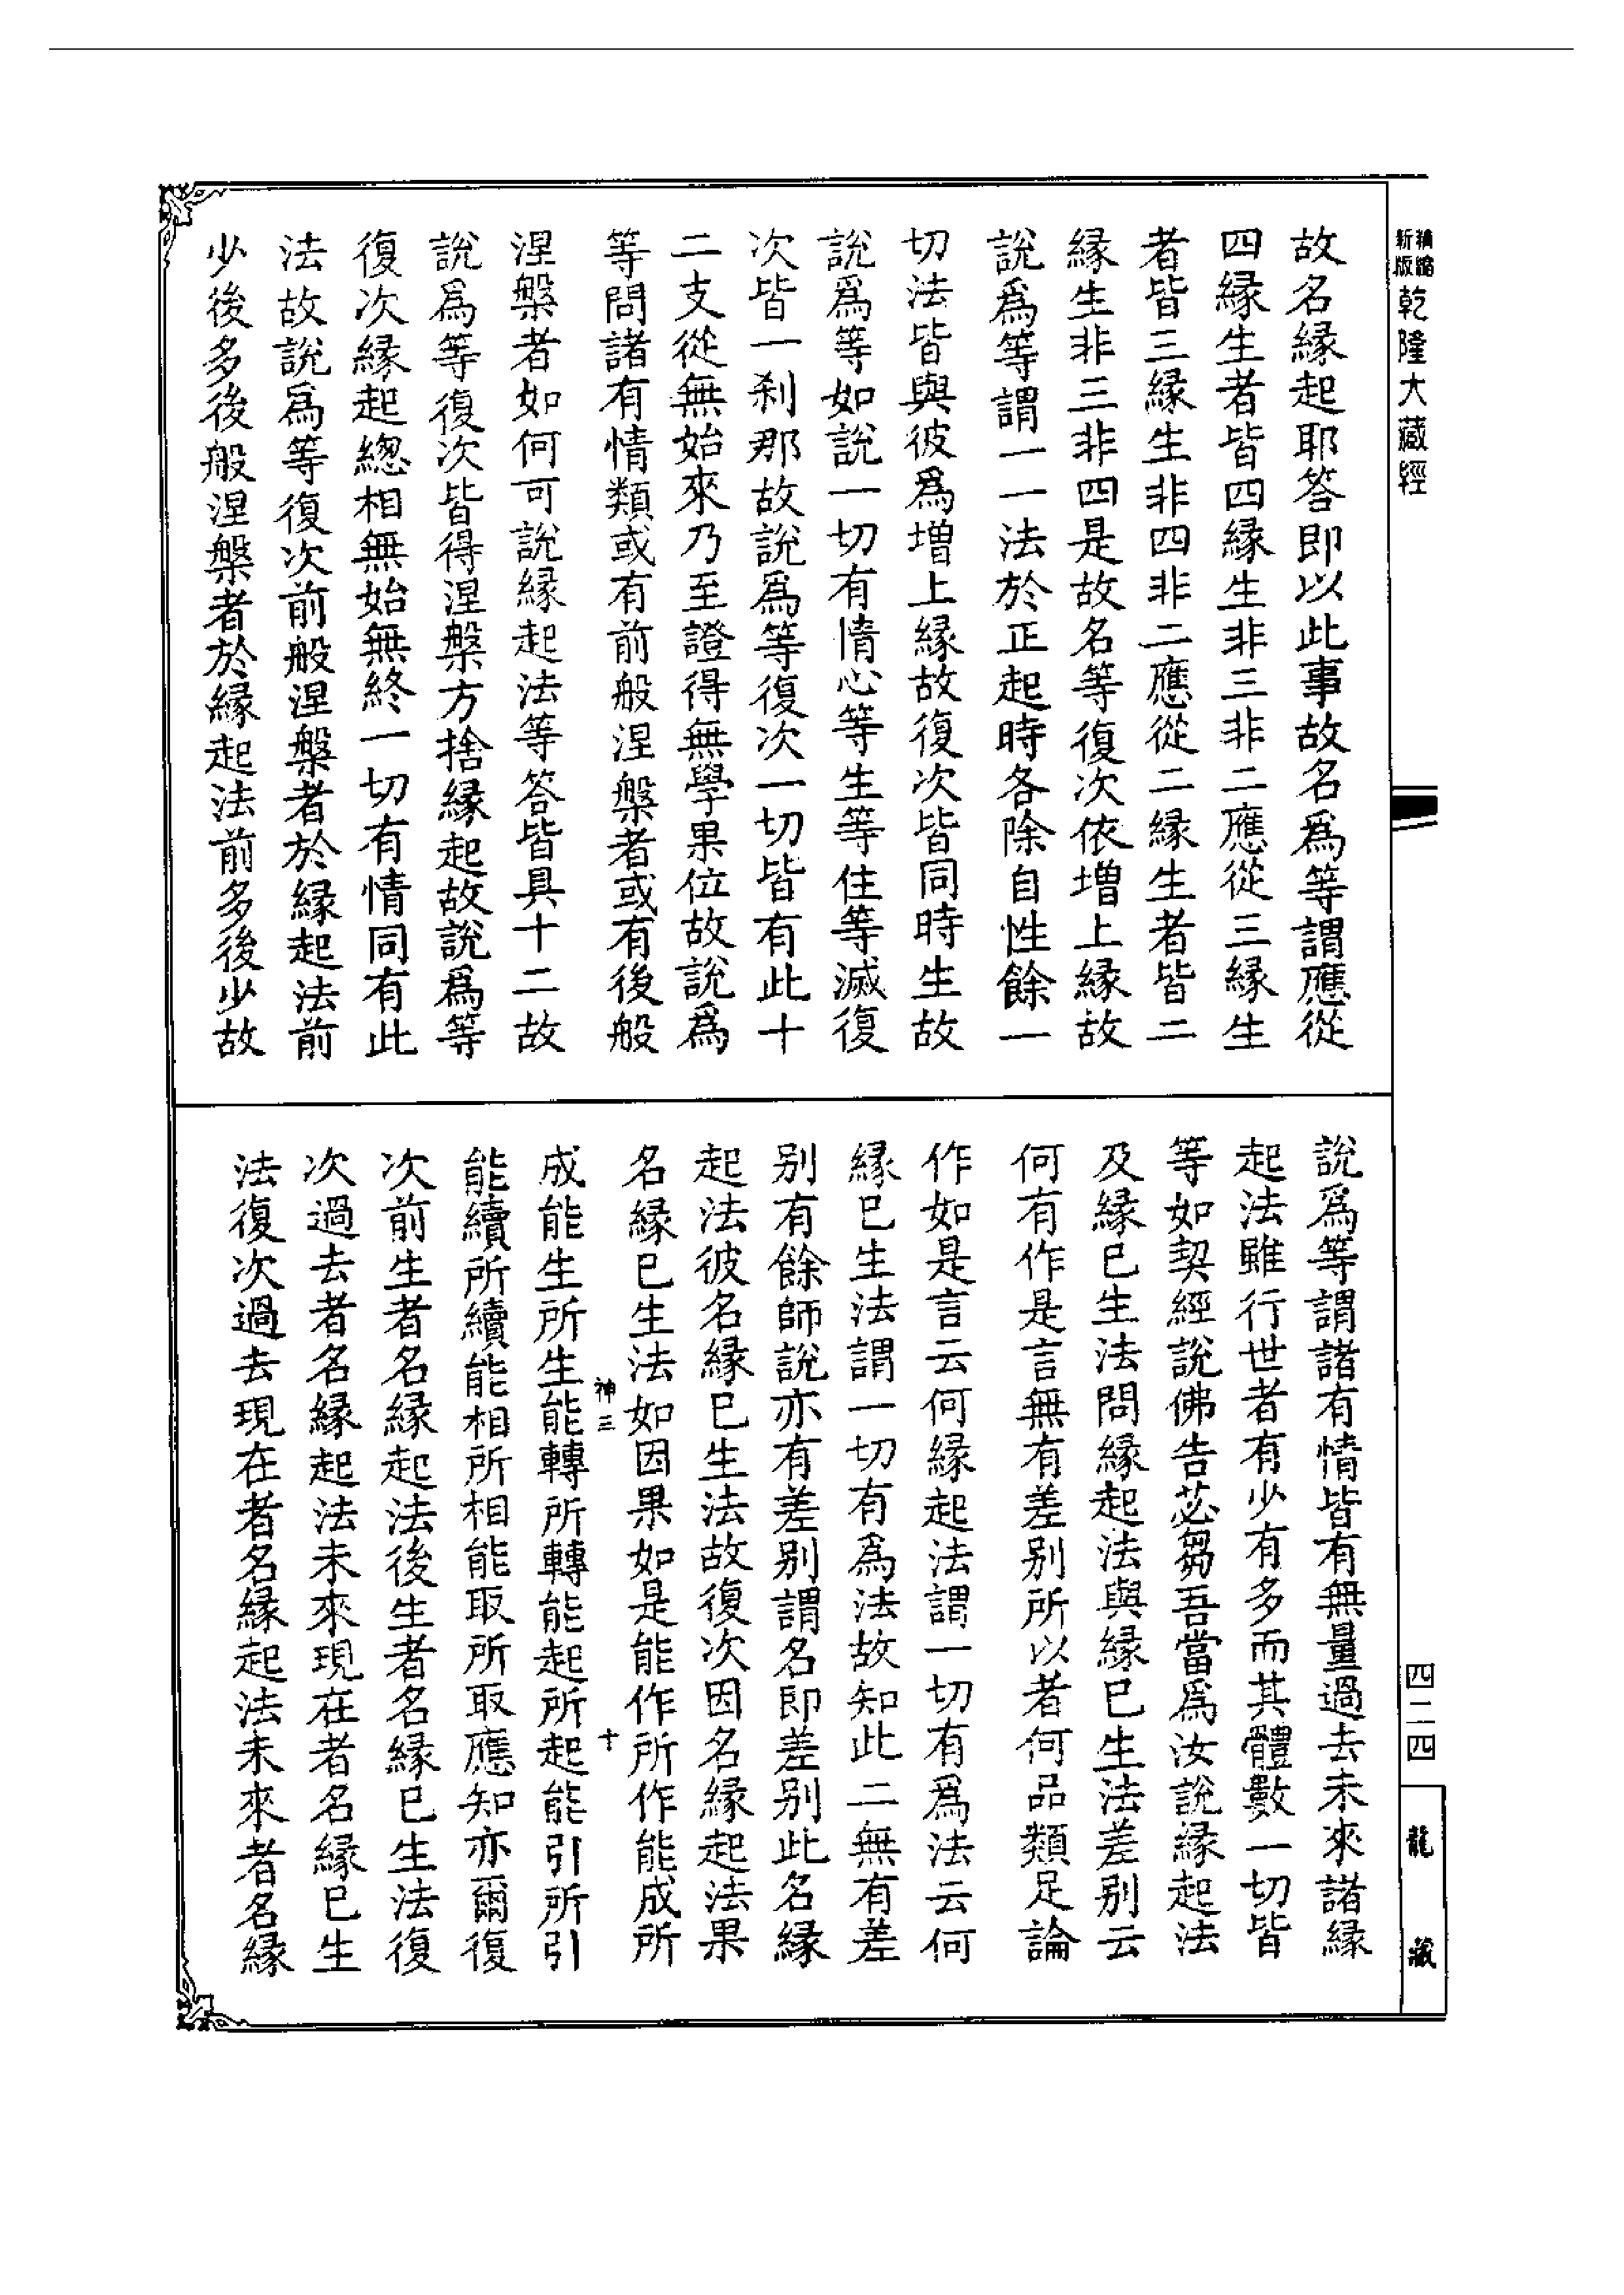 新版精縮乾隆大藏經
故名緣起耶答即以此事故名爲等謂應從
四緣生者皆四緣生非三非二應從三緣生
者皆三緣生非四非二應從二緣生者皆二
緣生非三非四是故名等復次依增上緣故
說爲等謂一一法於正起時各除自性餘一
切法皆與彼爲增上緣故復次皆同時生故
說爲等如說一切有情心等生等住等滅復
次皆一刹那故說爲等復次一切皆有此十
二支從無始來乃至證得無學果位故說爲
等問諸有情類或有前般涅槃者或有後般
涅槃者如何可說緣起法等答皆具十二故
說爲等復次皆得涅槃方捨緣起故說爲等
復次緣起總相無始無終一切有情同有此
法故說爲等復次前般涅槃者於緣起法前
少後多後般涅槃者於緣起法前多後少故
說爲等謂諸有情皆有無量過去未來諸緣
起法雖行世者有少有多而其體數一切皆
等如契經說佛告苾芻吾當爲汝說緣起法
及緣已生法問緣起法與緣已生法差別云
何有作是言無有差別所以者何品類足論
作如是言云何緣起法謂一切有爲法云何
緣已生法謂一切有爲法故知此二無有差
別有餘師說亦有差別謂名即差別此名緣
起法彼名緣已生法故復次因名緣起法果
名緣已生法如因果如是能作所作能成所
神三 十
成能生所生能轉所轉能起所起能引所引
能續所續能相所相能取所取應知亦爾復
次前生者名緣起法後生者名緣已生法復
次過去者名緣起法未來現在者名緣已生
法復次過去現在者名緣起法未來者名緣
四二四
龍藏